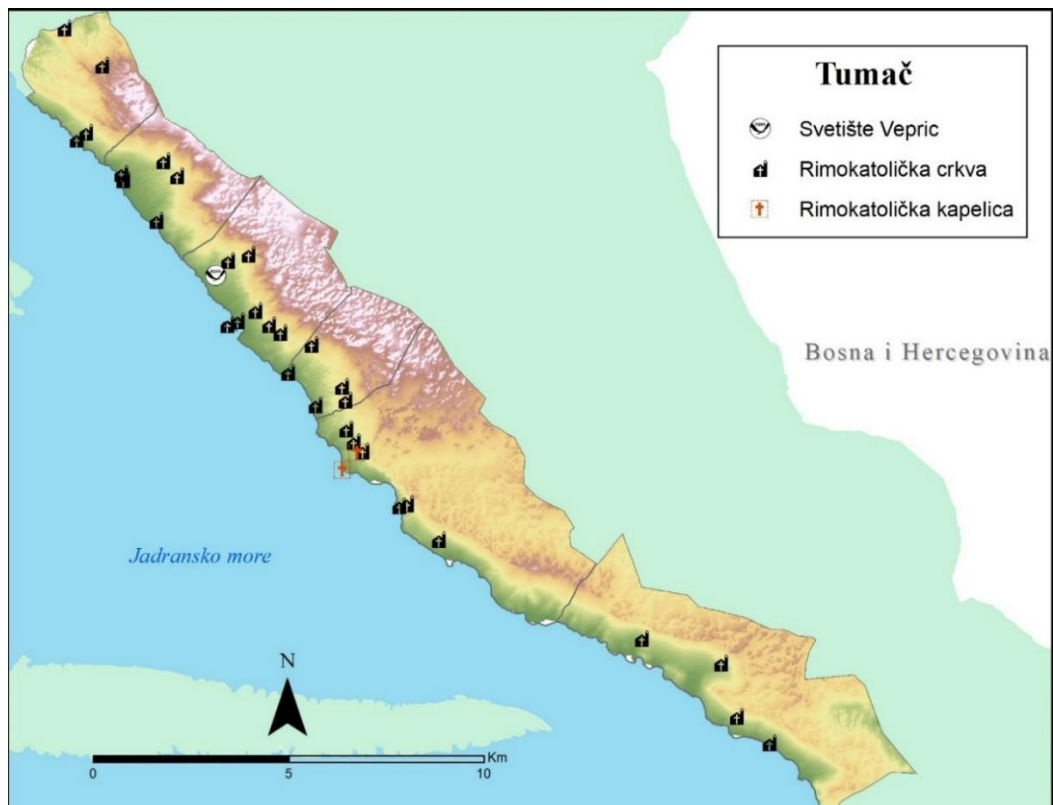 Tumač
Svetište Vepric
Rimokatolička crkva
Rimokatolička kapelica
Bosna i Hercegovina
Jadransko more
N
Km
0 5 10